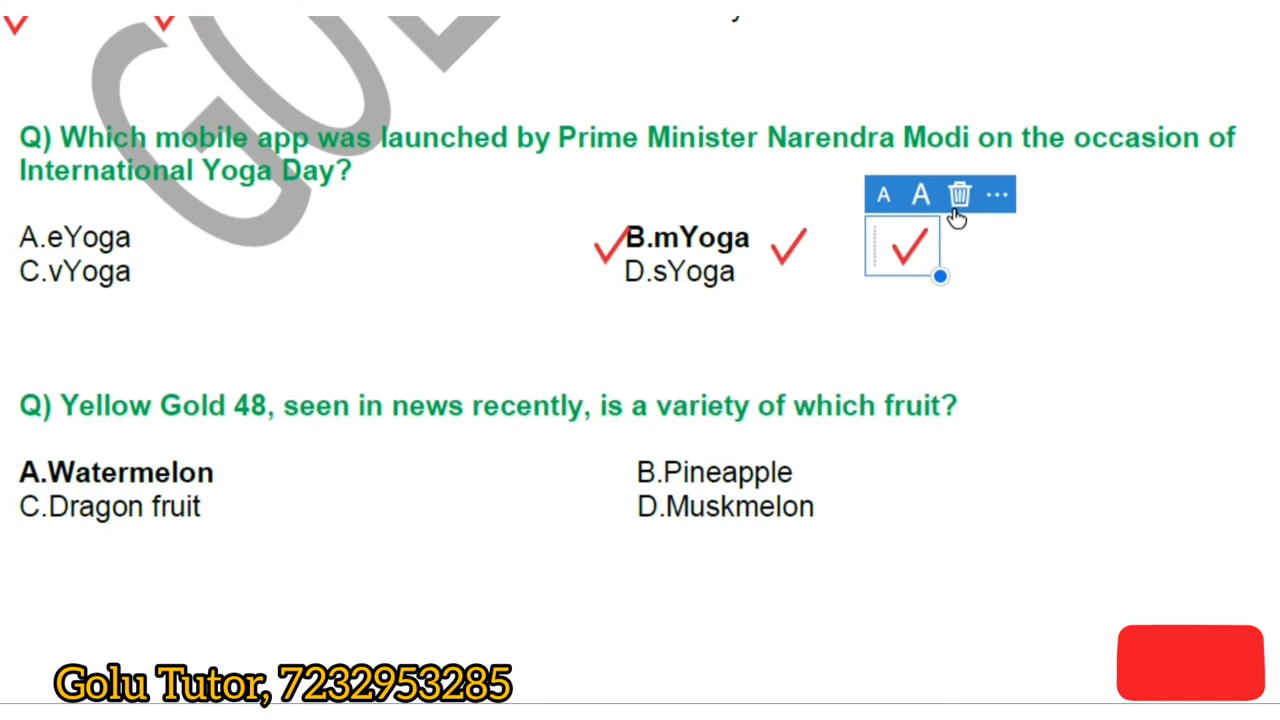 Q) Which mobile app was launched by Prime Minister Narendra Modi on the occasion of
International Yoga Day?
A A
A.eYoga
B.mYoga
C.vYoga
D.sYoga
Q) Yellow Gold 48, seen in news recently, is a variety of which fruit?
A.Watermelon
B.Pineapple
C.Dragon fruit
D.Muskmelon
Golu Tutor, 7232953285